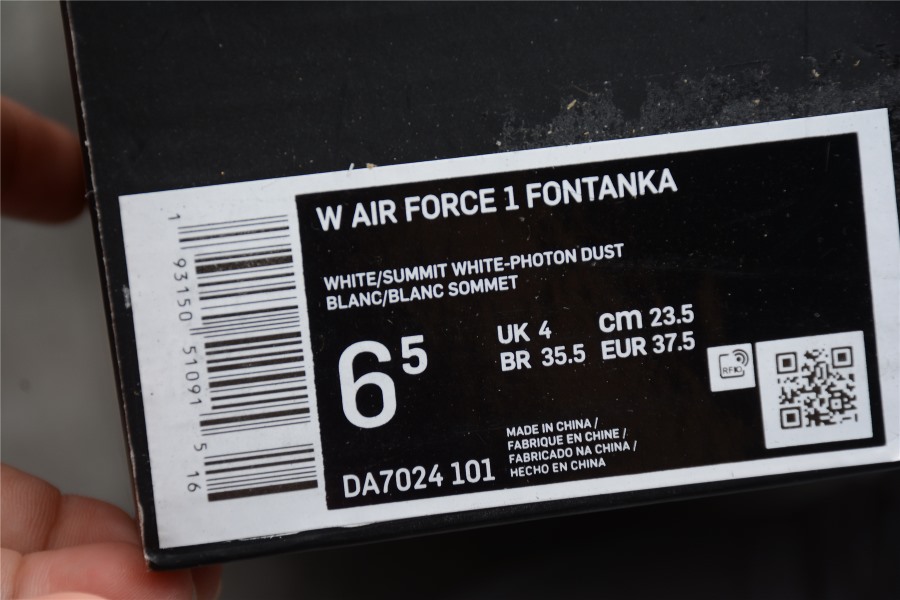 W AIR FORCE 1 FONTANKA
WHITE/SUMMIT WHITE-PHOTON DUST
BLANC/BLANC SOMMET
6 5
UK 4 cm 23.5
BR 35.5 EUR 37.5
RFID
MADE IN CHINA /
FABRIQUE EN CHINE /
FABRICADO NA CHINA /
HECHO EN CHINA
DA7024 101
1 93150 51091 5 16